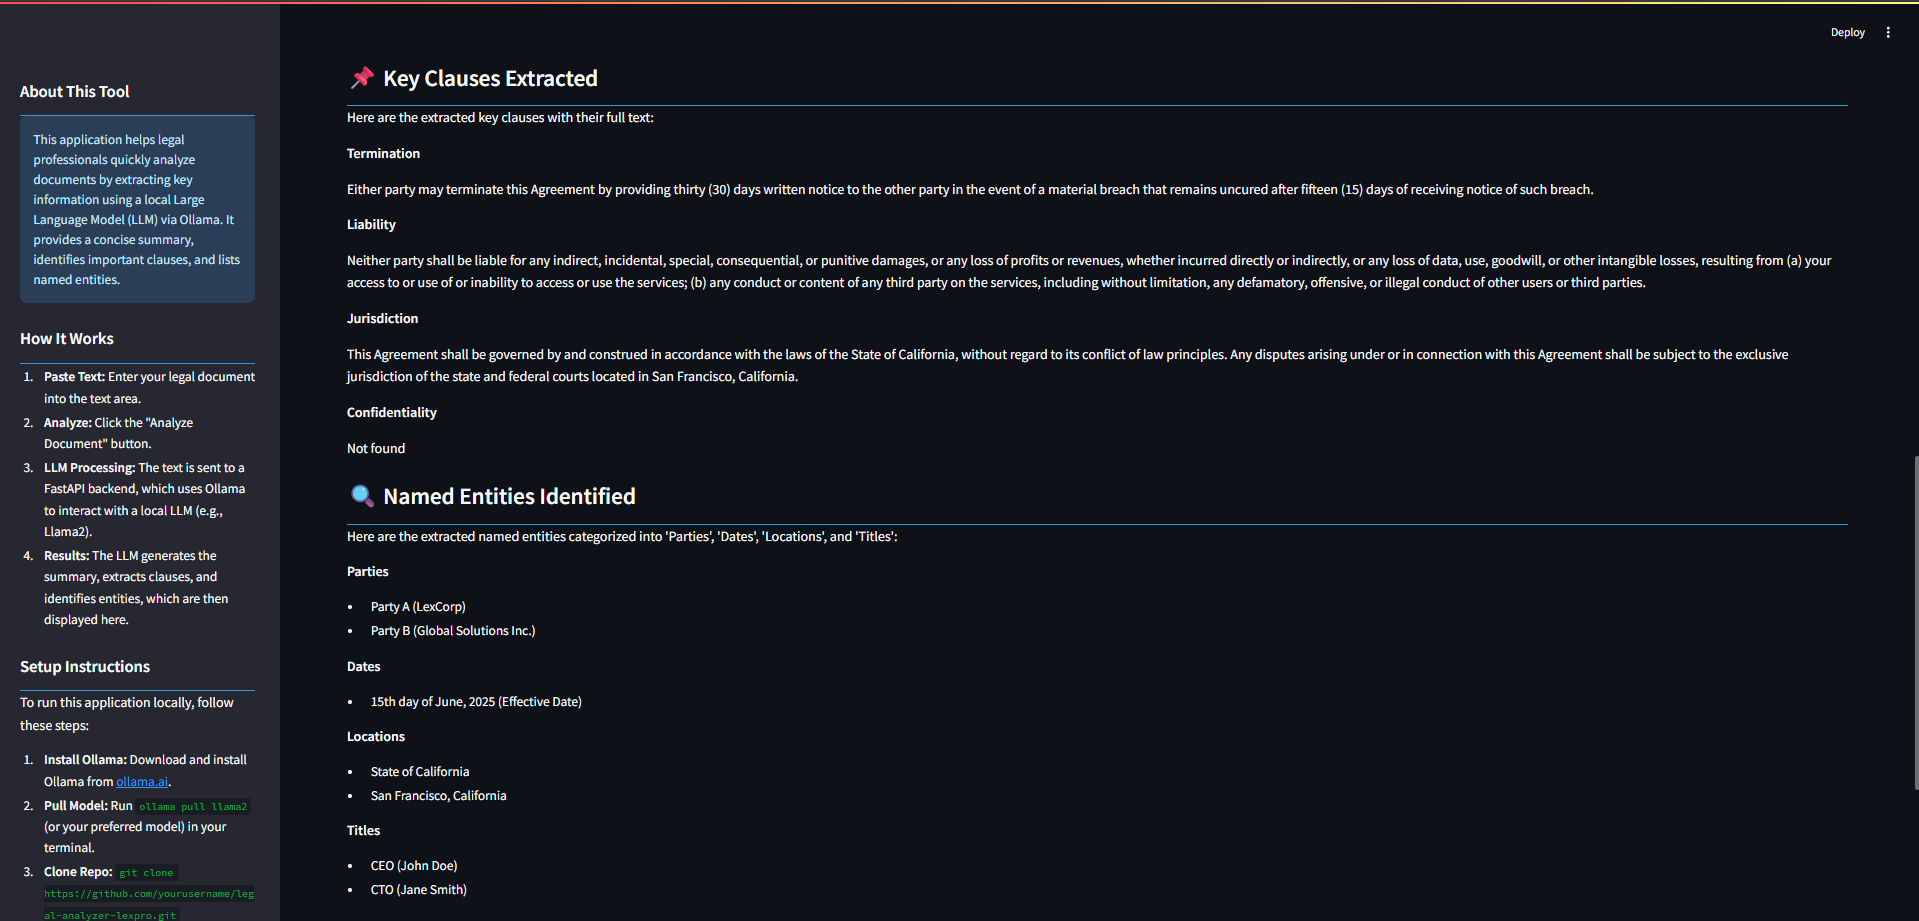 Deploy
About This Tool
This application helps legal
professionals quickly analyze
documents by extracting key
information using a local Large
Language Model (LLM) via Ollama. It
provides a concise summary,
identifies important clauses, and lists
named entities.
How It Works
1. Paste Text: Enter your legal document
into the text area.
2. Analyze: Click the "Analyze
Document" button.
3. LLM Processing: The text is sent to a
FastAPI backend, which uses Ollama
to interact with a local LLM (e.g.,
Llama2).
4. Results: The LLM generates the
summary, extracts clauses, and
identifies entities, which are then
displayed here.
Setup Instructions
To run this application locally, follow
these steps:
1. Install Ollama: Download and install
Ollama from ollama.ai.
2. Pull Model: Run ollama pull llama2
(or your preferred model) in your
terminal.
3. Clone Repo: git clone
https://github.com/yourusername/leg
al-analyzer-lexpro.git
Key Clauses Extracted
Here are the extracted key clauses with their full text:
Termination
Either party may terminate this Agreement by providing thirty (30) days written notice to the other party in the event of a material breach that remains uncured after fifteen (15) days of receiving notice of such breach.
Liability
Neither party shall be liable for any indirect, incidental, special, consequential, or punitive damages, or any loss of profits or revenues, whether incurred directly or indirectly, or any loss of data, use, goodwill, or other intangible losses, resulting from (a) your
access to or use of or inability to access or use the services; (b) any conduct or content of any third party on the services, including without limitation, any defamatory, offensive, or illegal conduct of other users or third parties.
Jurisdiction
This Agreement shall be governed by and construed in accordance with the laws of the State of California, without regard to its conflict of law principles. Any disputes arising under or in connection with this Agreement shall be subject to the exclusive
jurisdiction of the state and federal courts located in San Francisco, California.
Confidentiality
Not found
Named Entities Identified
Here are the extracted named entities categorized into 'Parties', 'Dates', 'Locations', and 'Titles':
Parties
• Party A (LexCorp)
• Party B (Global Solutions Inc.)
Dates
• 15th day of June, 2025 (Effective Date)
Locations
• State of California
• San Francisco, California
Titles
• CEO (John Doe)
• CTO (Jane Smith)